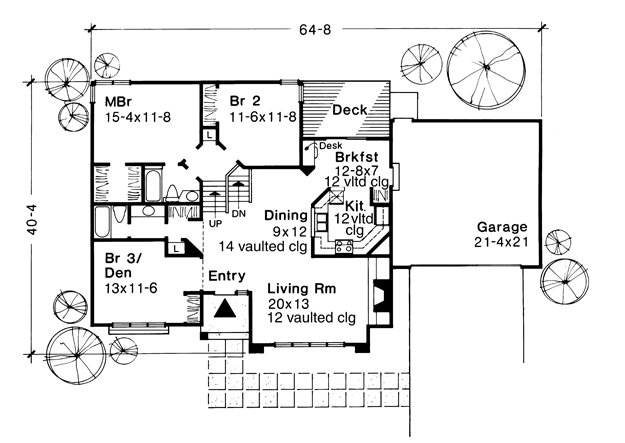 64-8
MBr
15-4x11-8
Br 2
11-6x11-8
L
Deck
Desk
Brkfst
12-8x7
12 vltd clg
Kit.
12 vltd
clg
40-4
UP
DN
Dining
9x12
14 vaulted clg
Garage
21-4x21
L
Br 3/
Den
13x11-6
Entry
Living Rm
20x13
12 vaulted clg